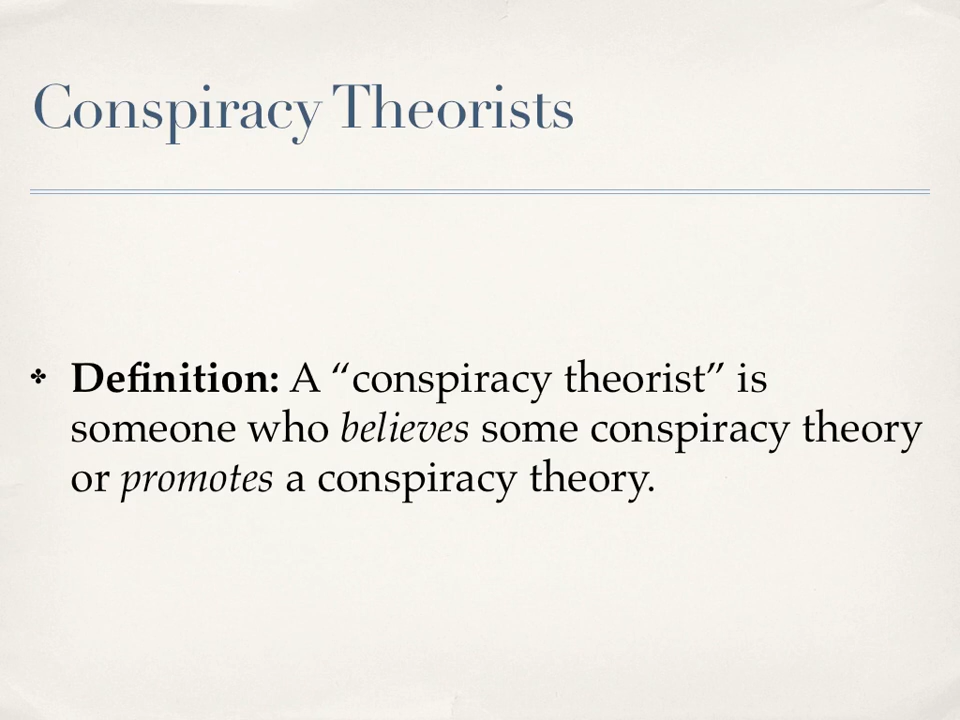 Conspiracy Theorists
✤ Definition: A “conspiracy theorist” is
someone who believes some conspiracy theory
or promotes a conspiracy theory.